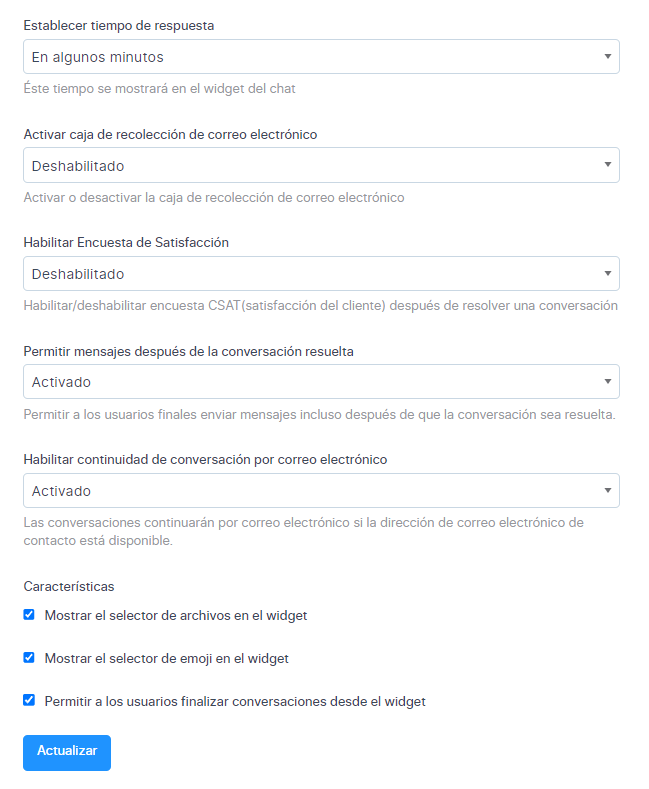 Establecer tiempo de respuesta
En algunos minutos
Éste tiempo se mostrará en el widget del chat
Activar caja de recolección de correo electrónico
Deshabilitado
Activar o desactivar la caja de recolección de correo electrónico
Habilitar Encuesta de Satisfacción
Deshabilitado
Habilitar/deshabilitar encuesta CSAT(satisfacción del cliente) después de resolver una conversación
Permitir mensajes después de la conversación resuelta
Activado
Permitir a los usuarios finales enviar mensajes incluso después de que la conversación sea resuelta.
Habilitar continuidad de conversación por correo electrónico
Activado
Las conversaciones continuarán por correo electrónico si la dirección de correo electrónico de
contacto está disponible.
Características
Mostrar el selector de archivos en el widget
Mostrar el selector de emoji en el widget
Permitir a los usuarios finalizar conversaciones desde el widget
Actualizar